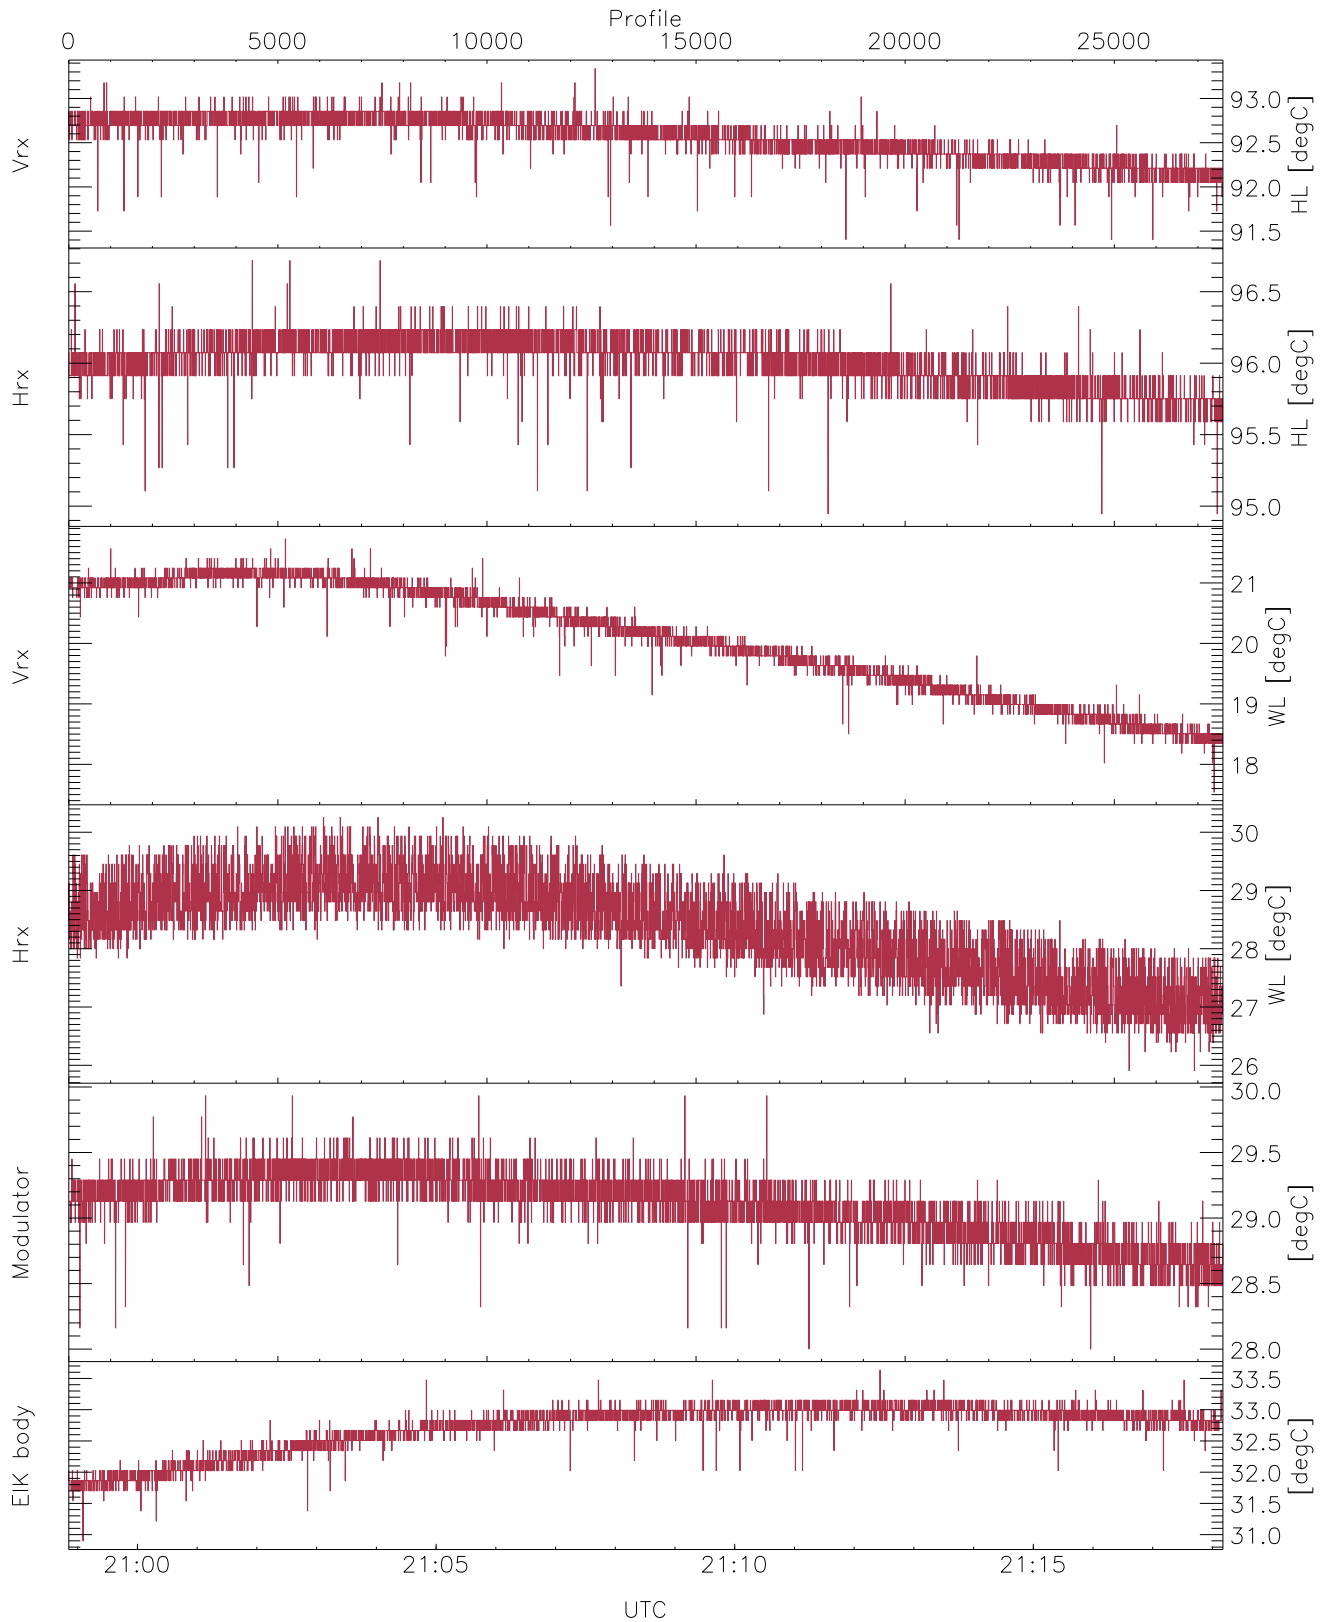 Profile
0 5000 10000 15000 20000 25000
Vrx
93.0
92.5
92.0
91.5
HL [degC]
Hrx
96.5
96.0
95.5
95.0
HL [degC]
Vrx
21
20
19
18
WL [degC]
Hrx
30
29
28
27
26
WL [degC]
Modulator
30.0
29.5
29.0
28.5
28.0
[degC]
EIK body
33.5
33.0
32.5
32.0
31.5
31.0
[degC]
21:00 21:05 21:10 21:15
UTC